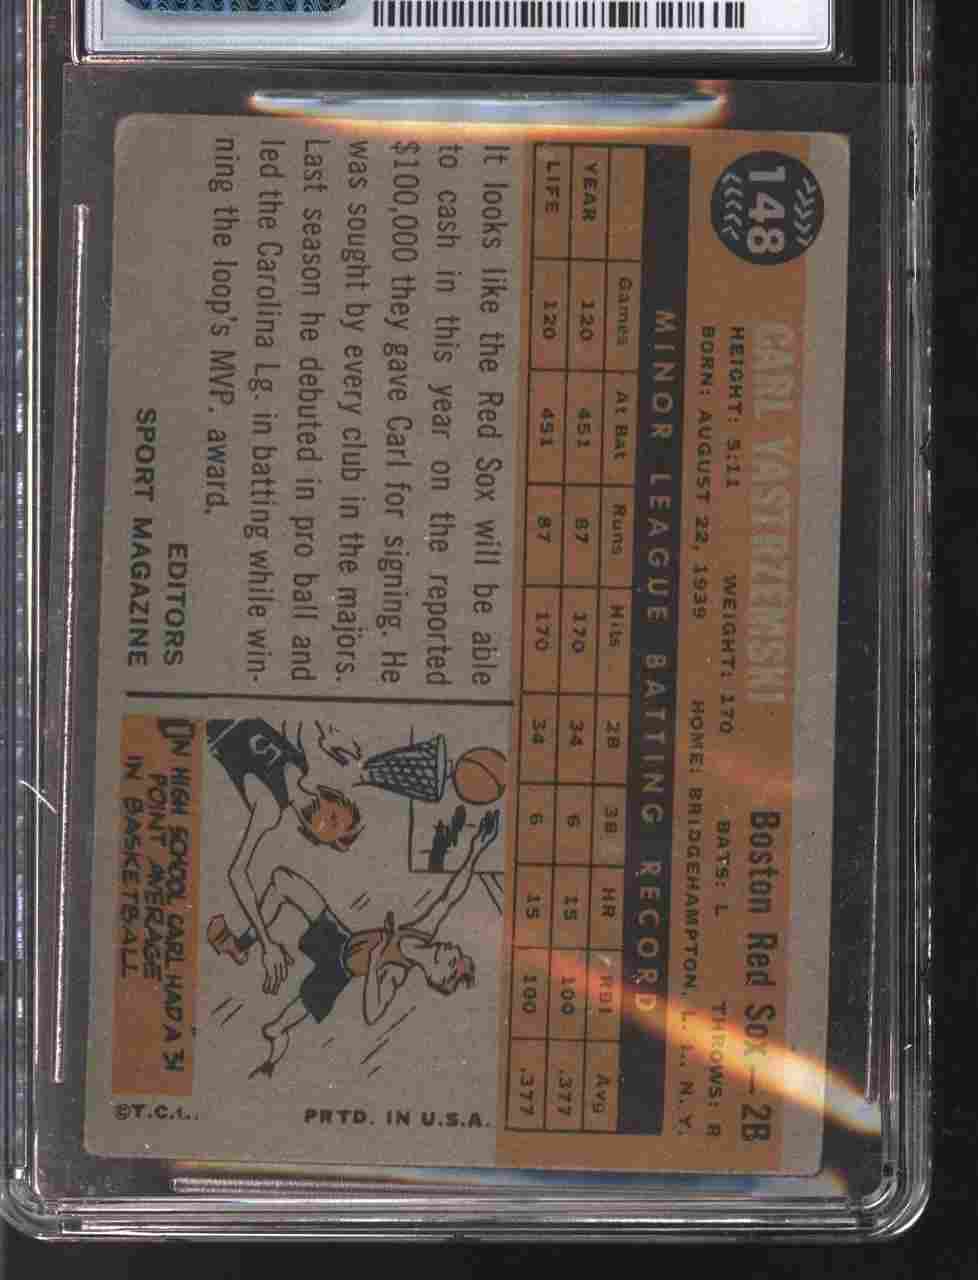 148
CARL YASTRZEMSKI Boston Red Sox — 2B
HEIGHT: 5:11 WEIGHT: 170 BATS: L THROWS: R
BORN: AUGUST 22, 1939 HOME: BRIDGEHAMPTON, L. I., N. Y.
MINOR LEAGUE BATTING RECORD
Games At Bat Runs Hits 2B 3B HR RBI Avg
YEAR 120 451 87 170 34 6 15 100 .377
LIFE 120 451 87 170 34 6 15 100 .377
It looks like the Red Sox will be able
to cash in this year on the reported
$100,000 they gave Carl for signing. He
was sought by every club in the majors.
Last season he debuted in pro ball and
led the Carolina Lg. in batting while win-
ning the loop's MVP. award.
EDITORS
SPORT MAGAZINE
5
IN HIGH SCHOOL CARL HAD A 34
POINT AVERAGE
IN BASKETBALL
PRTD. IN U.S.A.
©T.C.G.